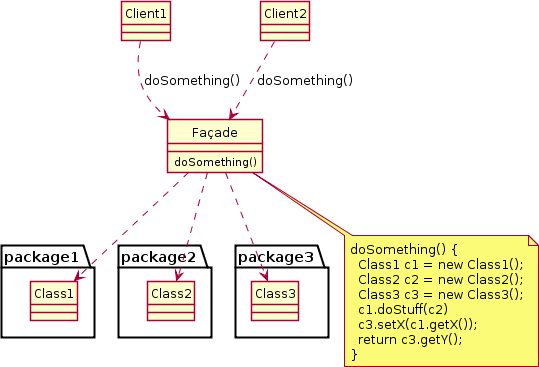 Client1
Client2
doSomething()
doSomething()
Façade
doSomething()
package1
package2
package3
Class1
Class2
Class3
doSomething() {
Class1 c1 = new Class1();
Class2 c2 = new Class2();
Class3 c3 = new Class3();
c1.doStuff(c2)
c3.setX(c1.getX());
return c3.getY();
}